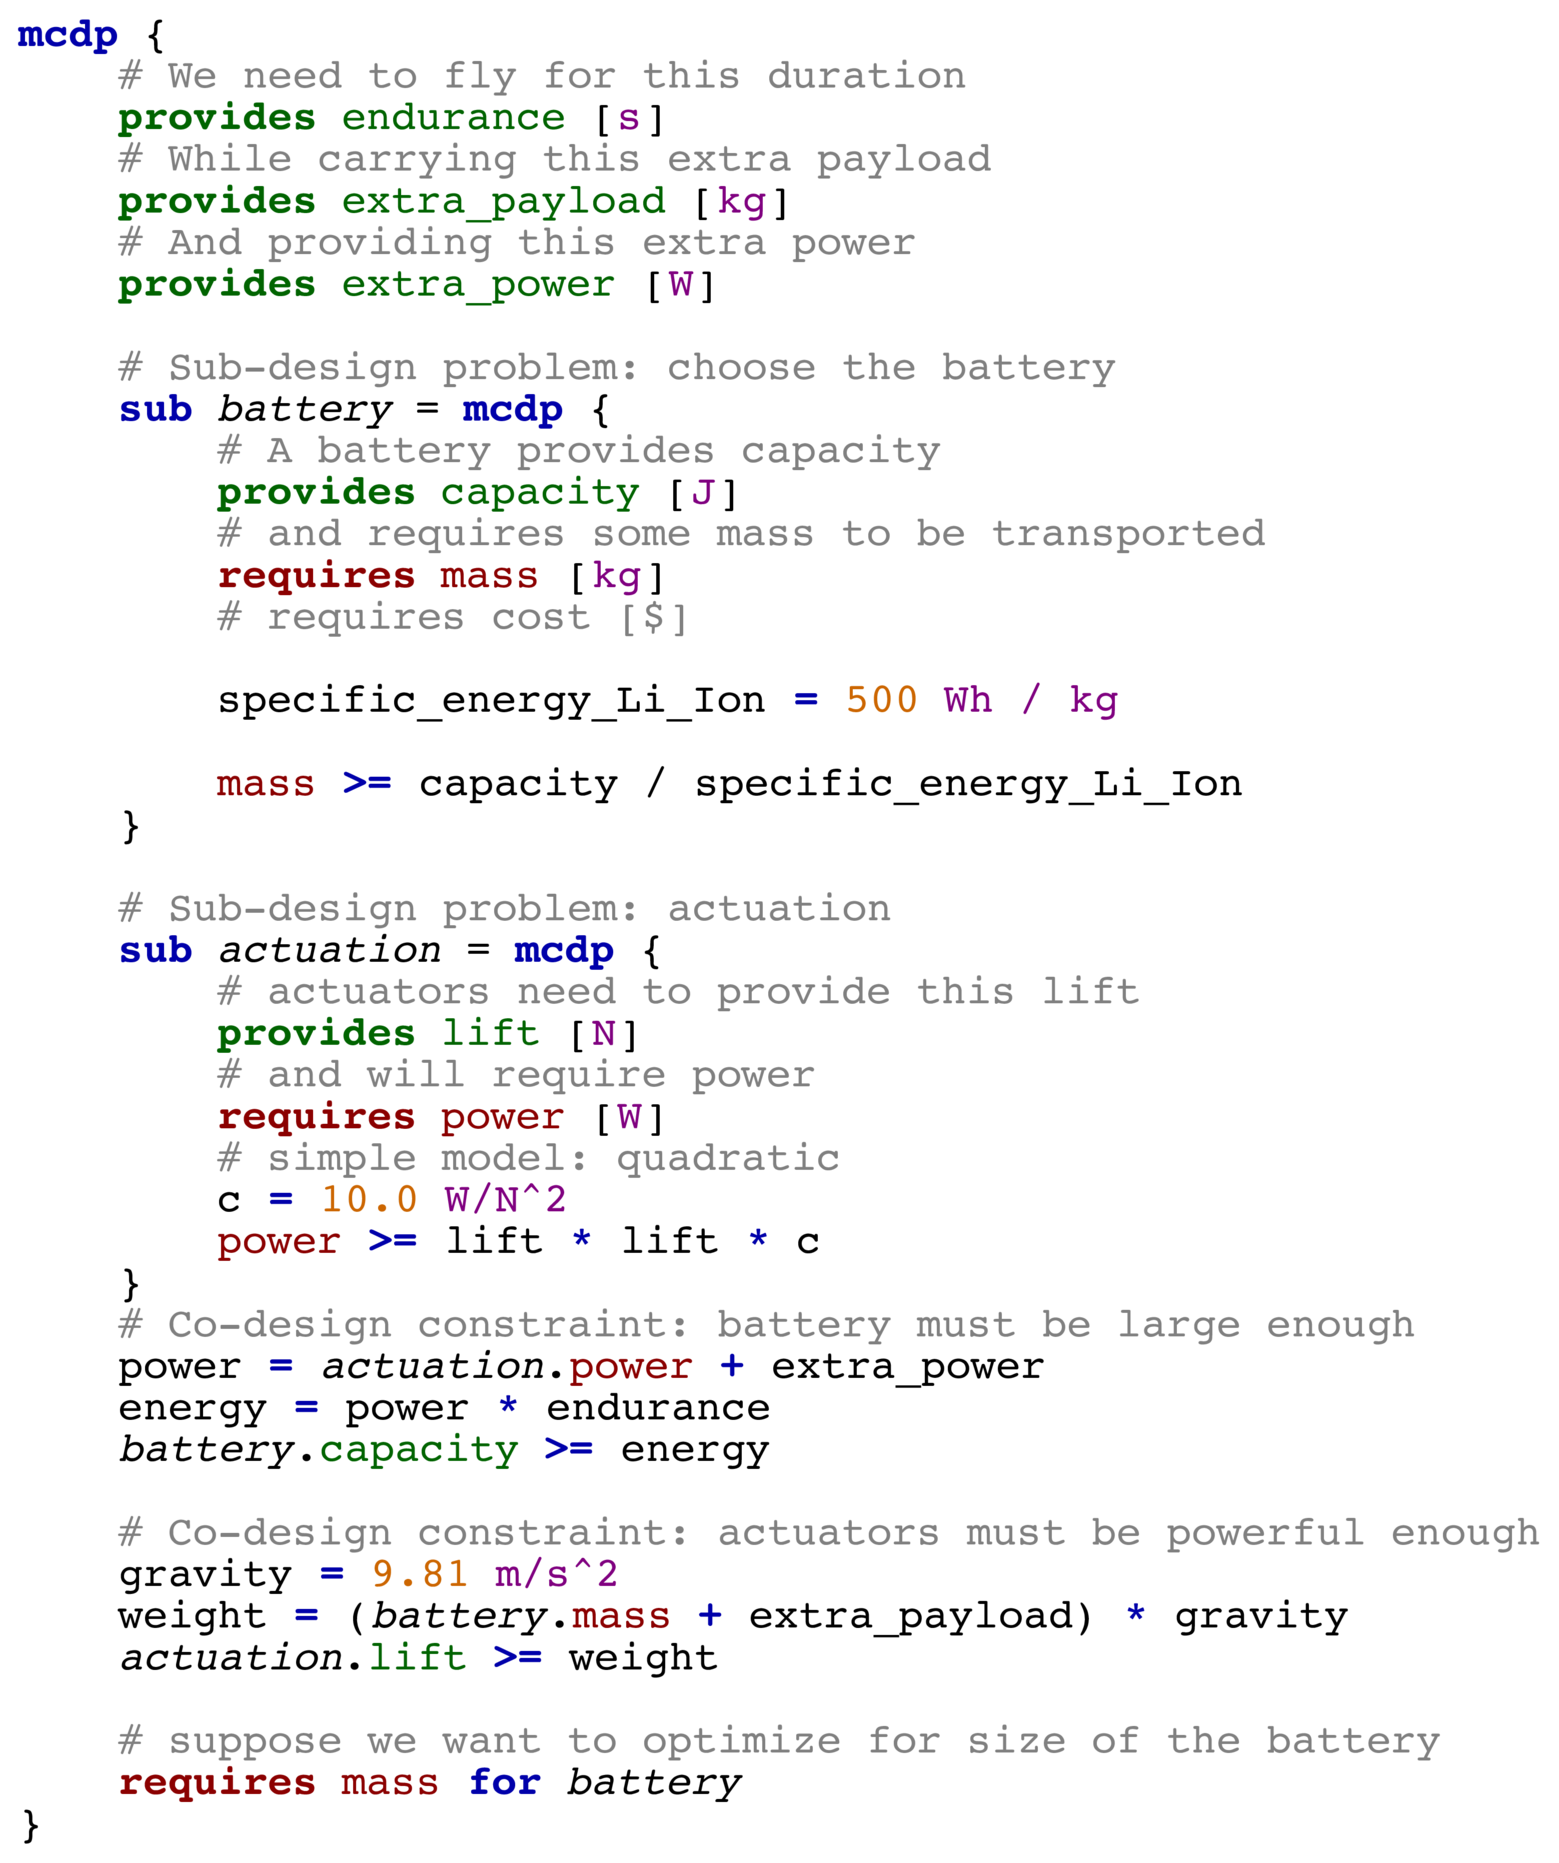 mcdp {
# We need to fly for this duration
provides endurance [s]
# While carrying this extra payload
provides extra_payload [kg]
# And providing this extra power
provides extra_power [W]
# Sub-design problem: choose the battery
sub battery = mcdp {
# A battery provides capacity
provides capacity [J]
# and requires some mass to be transported
requires mass [kg]
# requires cost [$]
specific_energy_Li_Ion = 500 Wh / kg
mass >= capacity / specific_energy_Li_Ion
}
# Sub-design problem: actuation
sub actuation = mcdp {
# actuators need to provide this lift
provides lift [N]
# and will require power
requires power [W]
# simple model: quadratic
c = 10.0 W/N^2
power >= lift * lift * c
}
# Co-design constraint: battery must be large enough
power = actuation.power + extra_power
energy = power * endurance
battery.capacity >= energy
# Co-design constraint: actuators must be powerful enough
gravity = 9.81 m/s^2
weight = (battery.mass + extra_payload) * gravity
actuation.lift >= weight
# suppose we want to optimize for size of the battery
requires mass for battery
}